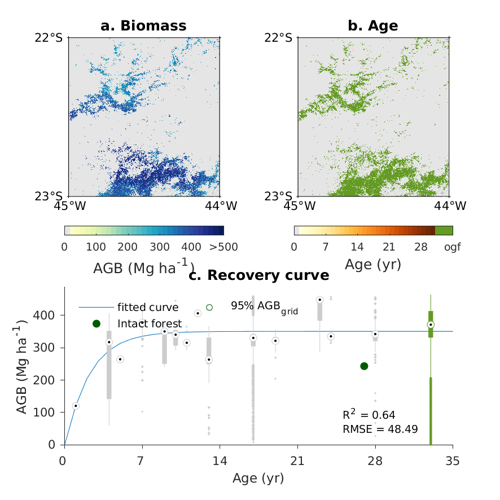 a. Biomass
b. Age
22°S
22°S
23°S
23°S
45°W
44°W
45°W
44°W
0 100 200 300 400 >500
0 7 14 21 28 ogf
AGB (Mg ha-1)
Age (yr)
c. Recovery curve
fitted curve
95% AGBgrid
Intact forest
400
300
200
100
0
AGB (Mg ha-1)
R2 = 0.64
RMSE = 48.49
0 7 14 21 28 35
Age (yr)